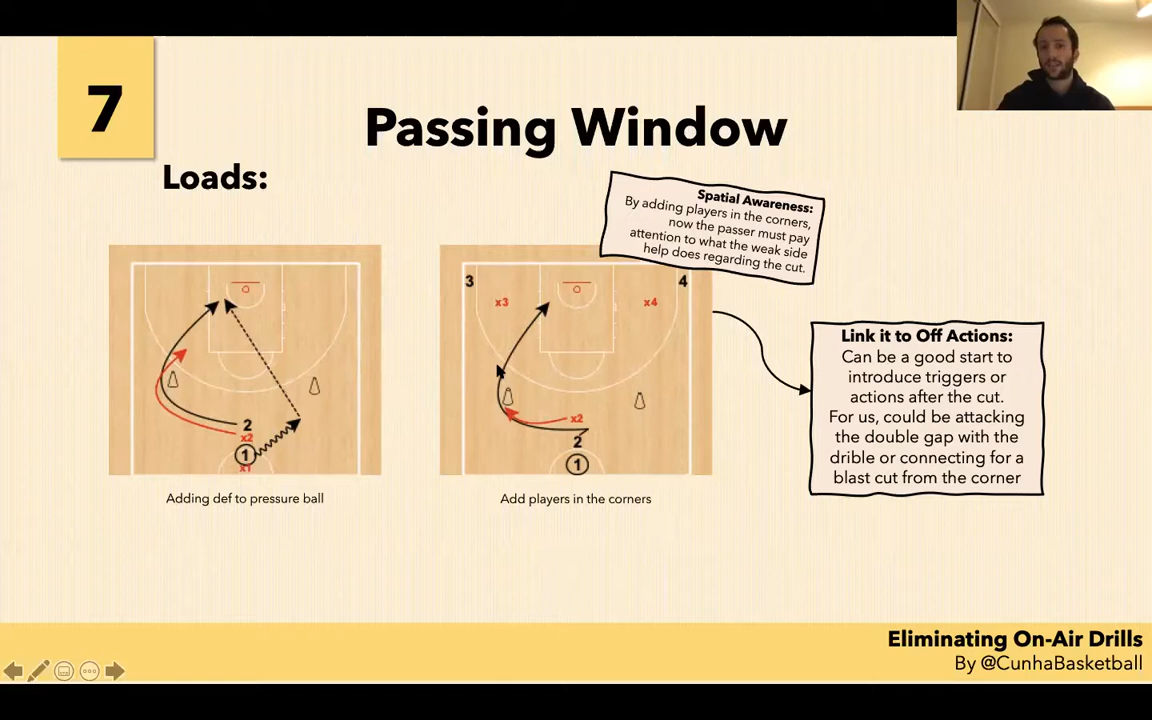 7
Passing Window
Loads:
Spatial Awareness:
By adding players in the corners,
now the passer must pay
attention to what the weak side
help does regarding the cut.
2
x2
1
x1
3
4
x3
x4
x2
2
1
Link it to Off Actions:
Can be a good start to
introduce triggers or
actions after the cut.
For us, could be attacking
the double gap with the
drible or connecting for a
blast cut from the corner
Adding def to pressure ball
Add players in the corners
Eliminating On-Air Drills
By @CunhaBasketball